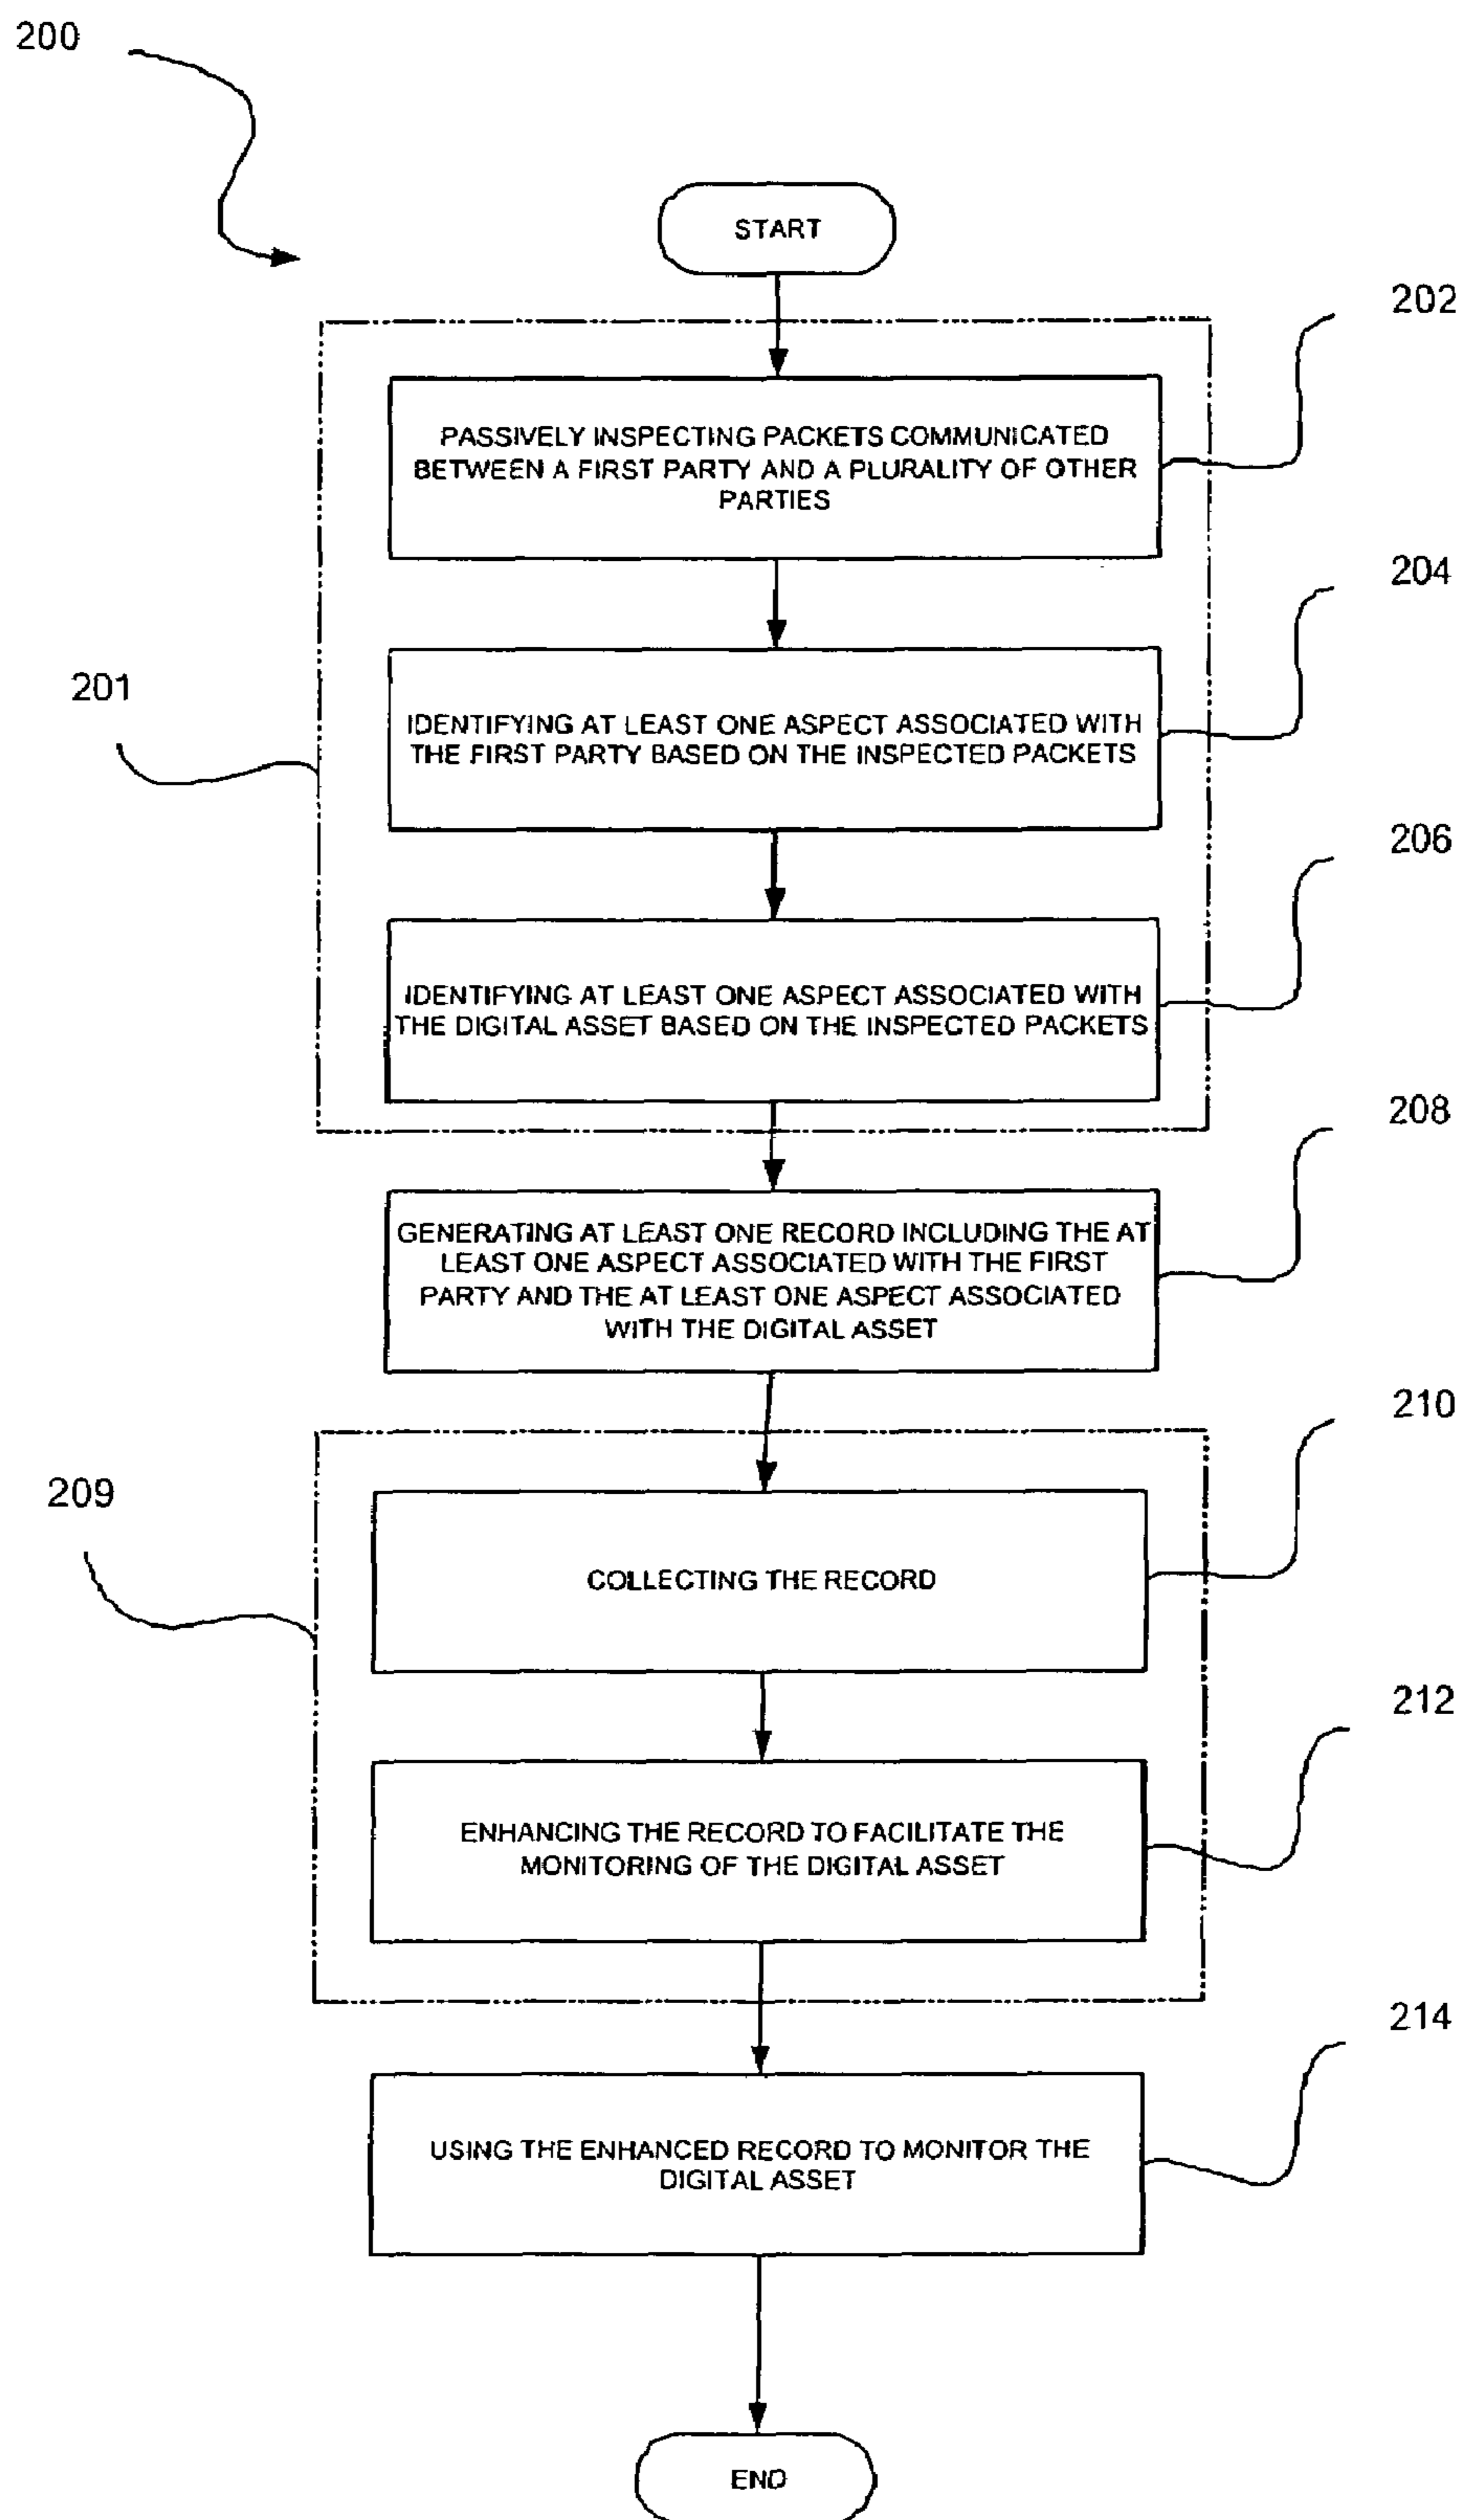 200
START
202
PASSIVELY INSPECTING PACKETS COMMUNICATED
BETWEEN A FIRST PARTY AND A PLURALITY OF OTHER
PARTIES
204
201
IDENTIFYING AT LEAST ONE ASPECT ASSOCIATED WITH
THE FIRST PARTY BASED ON THE INSPECTED PACKETS
206
IDENTIFYING AT LEAST ONE ASPECT ASSOCIATED WITH
THE DIGITAL ASSET BASED ON THE INSPECTED PACKETS
208
GENERATING AT LEAST ONE RECORD INCLUDING THE AT
LEAST ONE ASPECT ASSOCIATED WITH THE FIRST
PARTY AND THE AT LEAST ONE ASPECT ASSOCIATED
WITH THE DIGITAL ASSET
210
209
COLLECTING THE RECORD
212
ENHANCING THE RECORD TO FACILITATE THE
MONITORING OF THE DIGITAL ASSET
214
USING THE ENHANCED RECORD TO MONITOR THE
DIGITAL ASSET
END